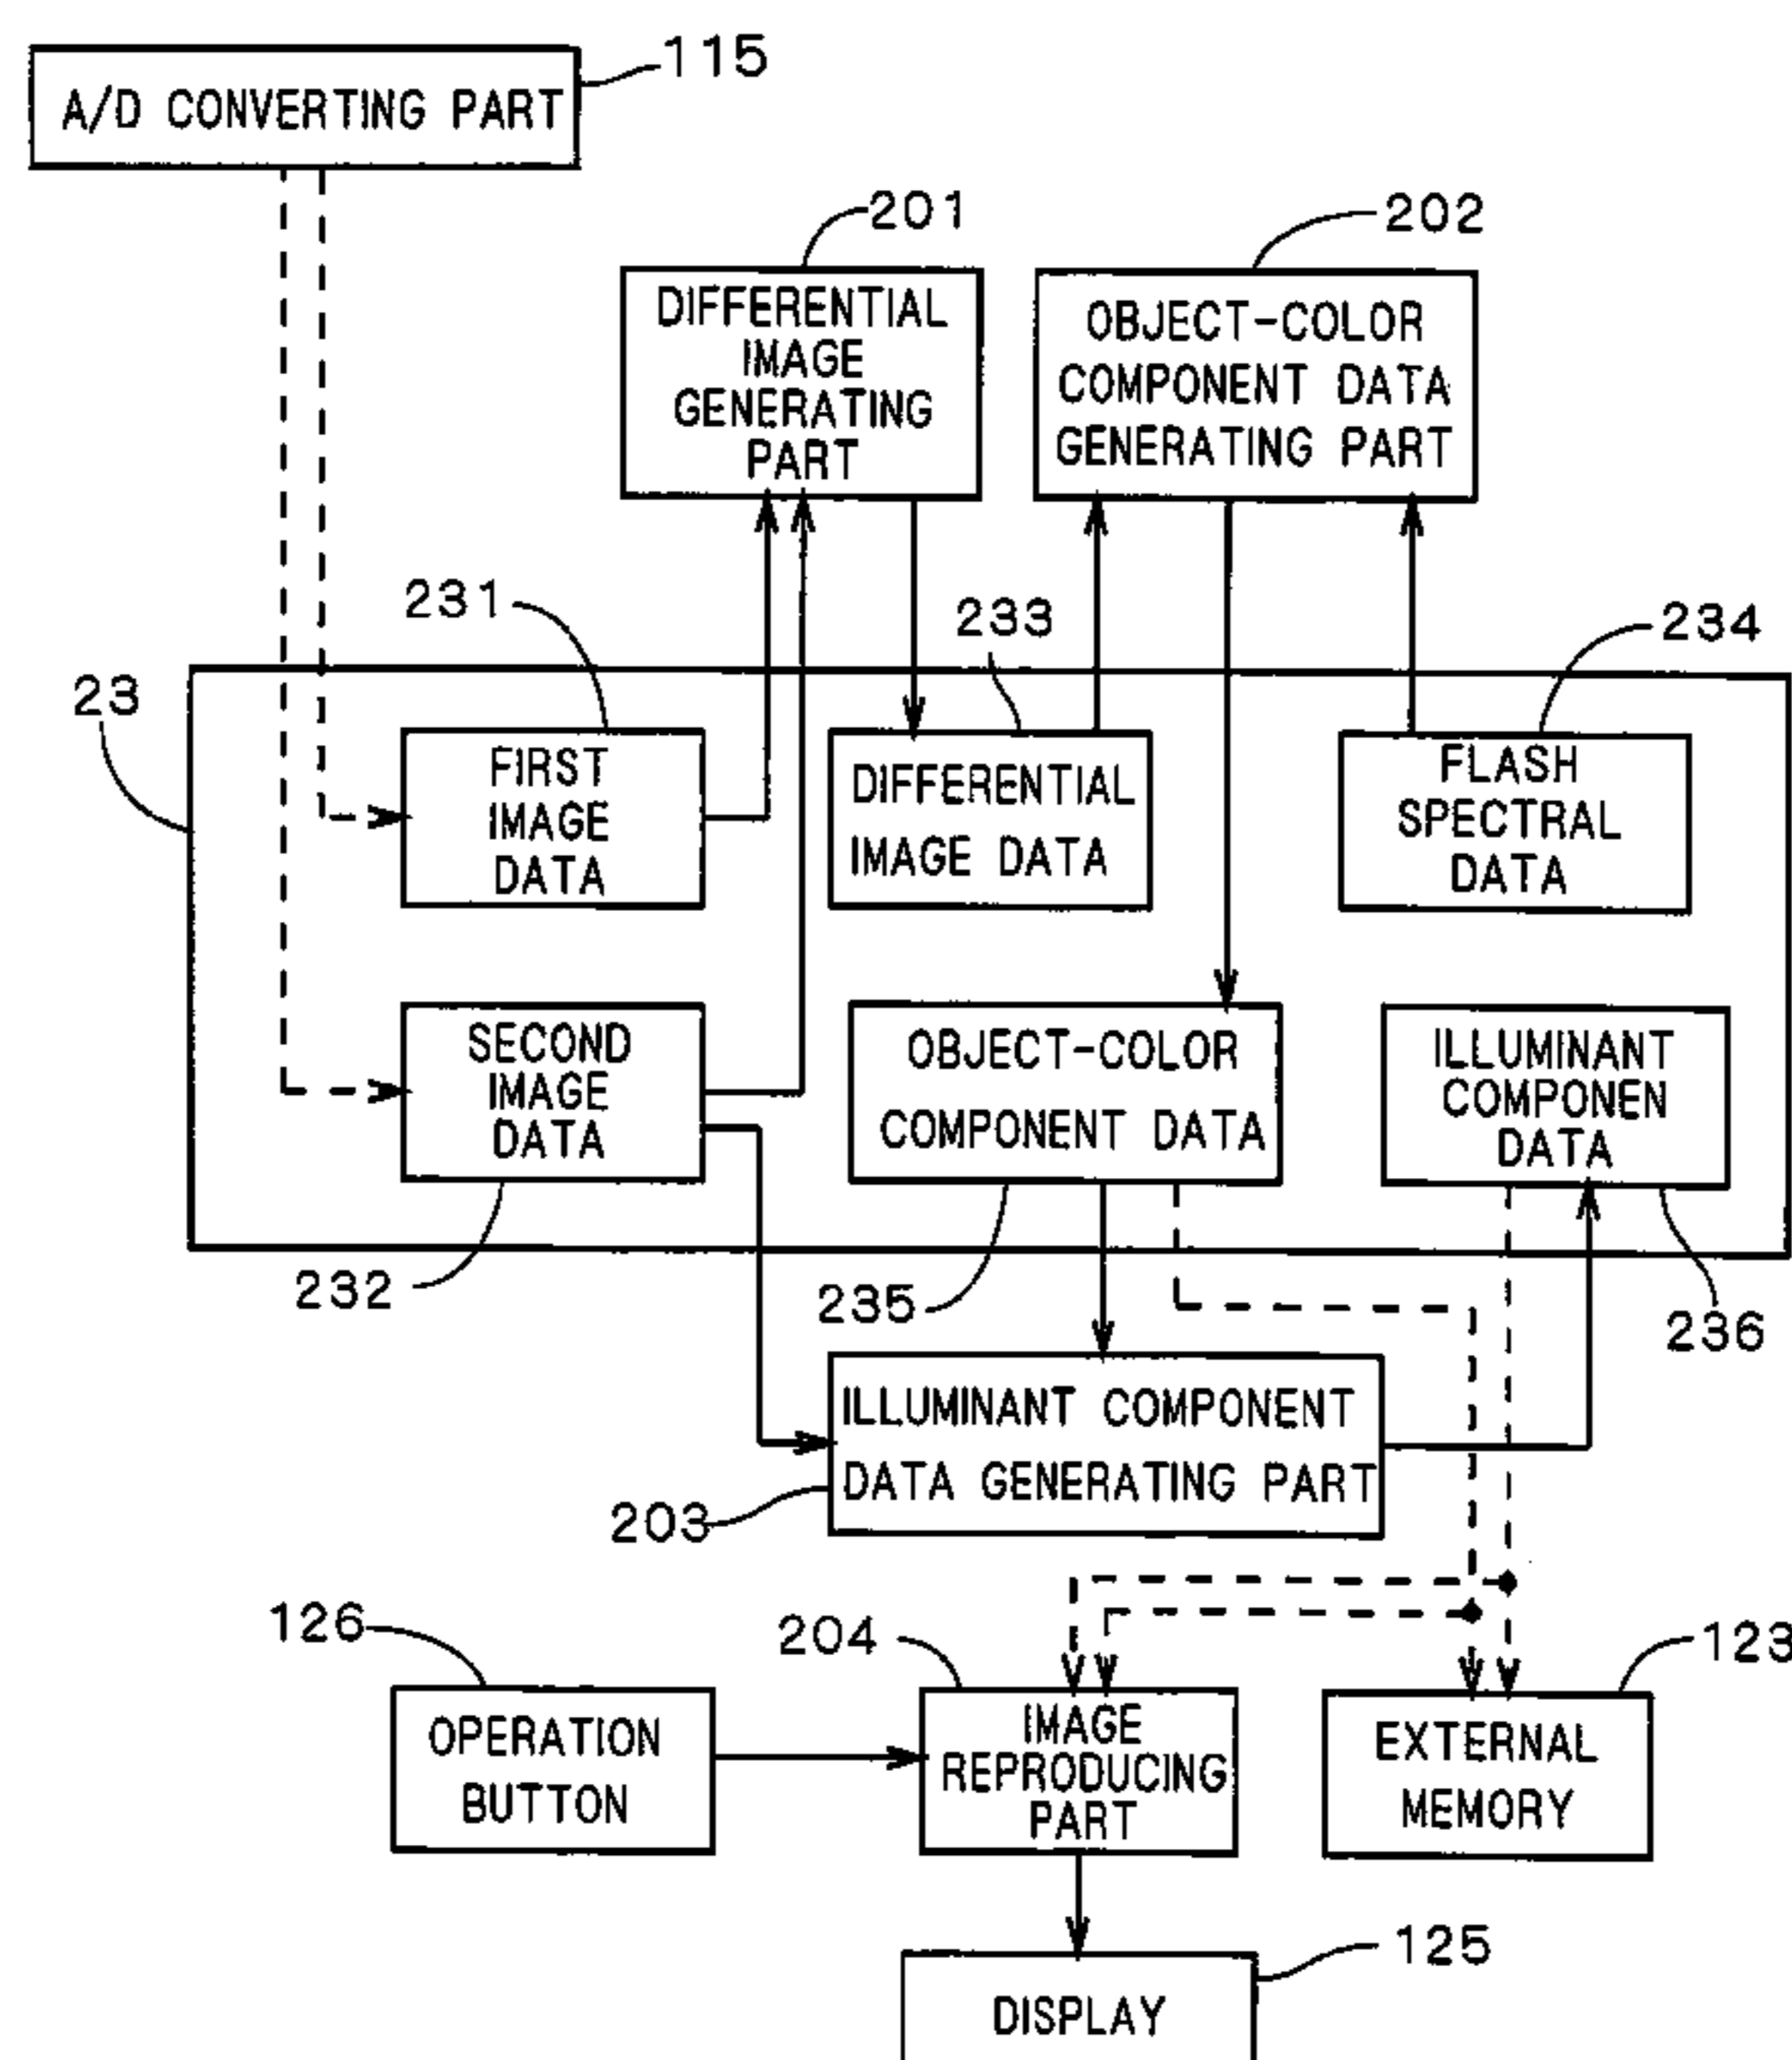 A/D CONVERTING PART
115
201
202
DIFFERENTIAL
IMAGE
GENERATING
PART
OBJECT-COLOR
COMPONENT DATA
GENERATING PART
231
233
234
23
FIRST
IMAGE
DATA
DIFFERENTIAL
IMAGE DATA
FLASH
SPECTRAL
DATA
SECOND
IMAGE
DATA
OBJECT-COLOR
COMPONENT DATA
ILLUMINANT
COMPONEN
DATA
232
235
236
ILLUMINANT COMPONENT
DATA GENERATING PART
203
126
204
123
OPERATION
BUTTON
IMAGE
REPRODUCING
PART
EXTERNAL
MEMORY
125
DISPLAY